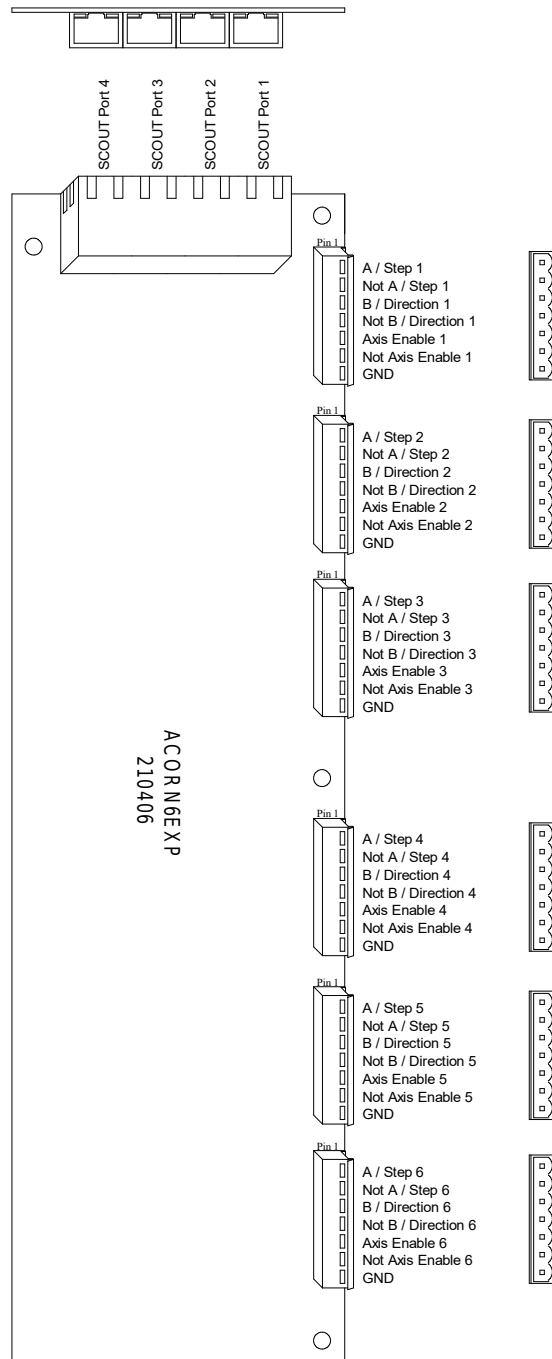 SCOUT Port 4
SCOUT Port 3
SCOUT Port 2
SCOUT Port 1
Pin 1
A / Step 1
Not A / Step 1
B / Direction 1
Not B / Direction 1
Axis Enable 1
Not Axis Enable 1
GND
Pin 1
A / Step 2
Not A / Step 2
B / Direction 2
Not B / Direction 2
Axis Enable 2
Not Axis Enable 2
GND
Pin 1
A / Step 3
Not A / Step 3
B / Direction 3
Not B / Direction 3
Axis Enable 3
Not Axis Enable 3
GND
ACORN6EXP
210406
Pin 1
A / Step 4
Not A / Step 4
B / Direction 4
Not B / Direction 4
Axis Enable 4
Not Axis Enable 4
GND
Pin 1
A / Step 5
Not A / Step 5
B / Direction 5
Not B / Direction 5
Axis Enable 5
Not Axis Enable 5
GND
Pin 1
A / Step 6
Not A / Step 6
B / Direction 6
Not B / Direction 6
Axis Enable 6
Not Axis Enable 6
GND